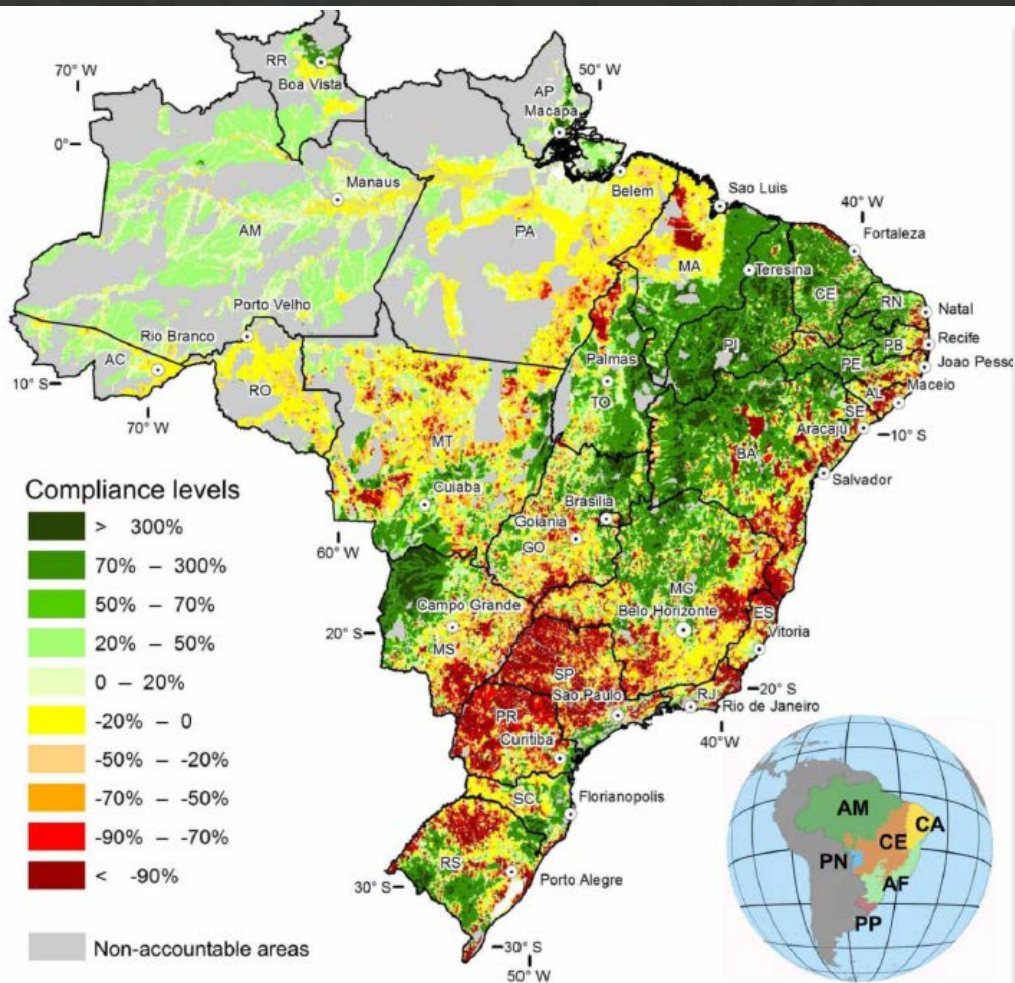 RR
70° W
Boa Vista
AP
50° W
Macapa
0°
Manaus
Belem
Sao Luis
40° W
Fortaleza
AM
PA
MA
Teresina
CE
RN
Natal
Porto Velho
Rio Branco
AC
10° S
RO
Palmas
TO
PI
PB
PE
Recife
Joao Pesso
AL
Maceio
SE
Aracaju
10° S
70° W
MT
BA
Salvador
Cuiaba
Brasilia
Goiania
GO
60° W
MG
Campo Grande
Belo Horizonte
ES
Vitoria
20° S
MS
SP
Sao Paulo
RJ
20° S
Rio de Janeiro
PR
Curitiba
40° W
SC
Florianopolis
RS
Porto Alegre
30° S
30° S
50° W
Compliance levels
> 300%
70% – 300%
50% – 70%
20% – 50%
0 – 20%
-20% – 0
-50% – -20%
-70% – -50%
-90% – -70%
< -90%
Non-accountable areas
AM
CA
CE
PN
AF
PP